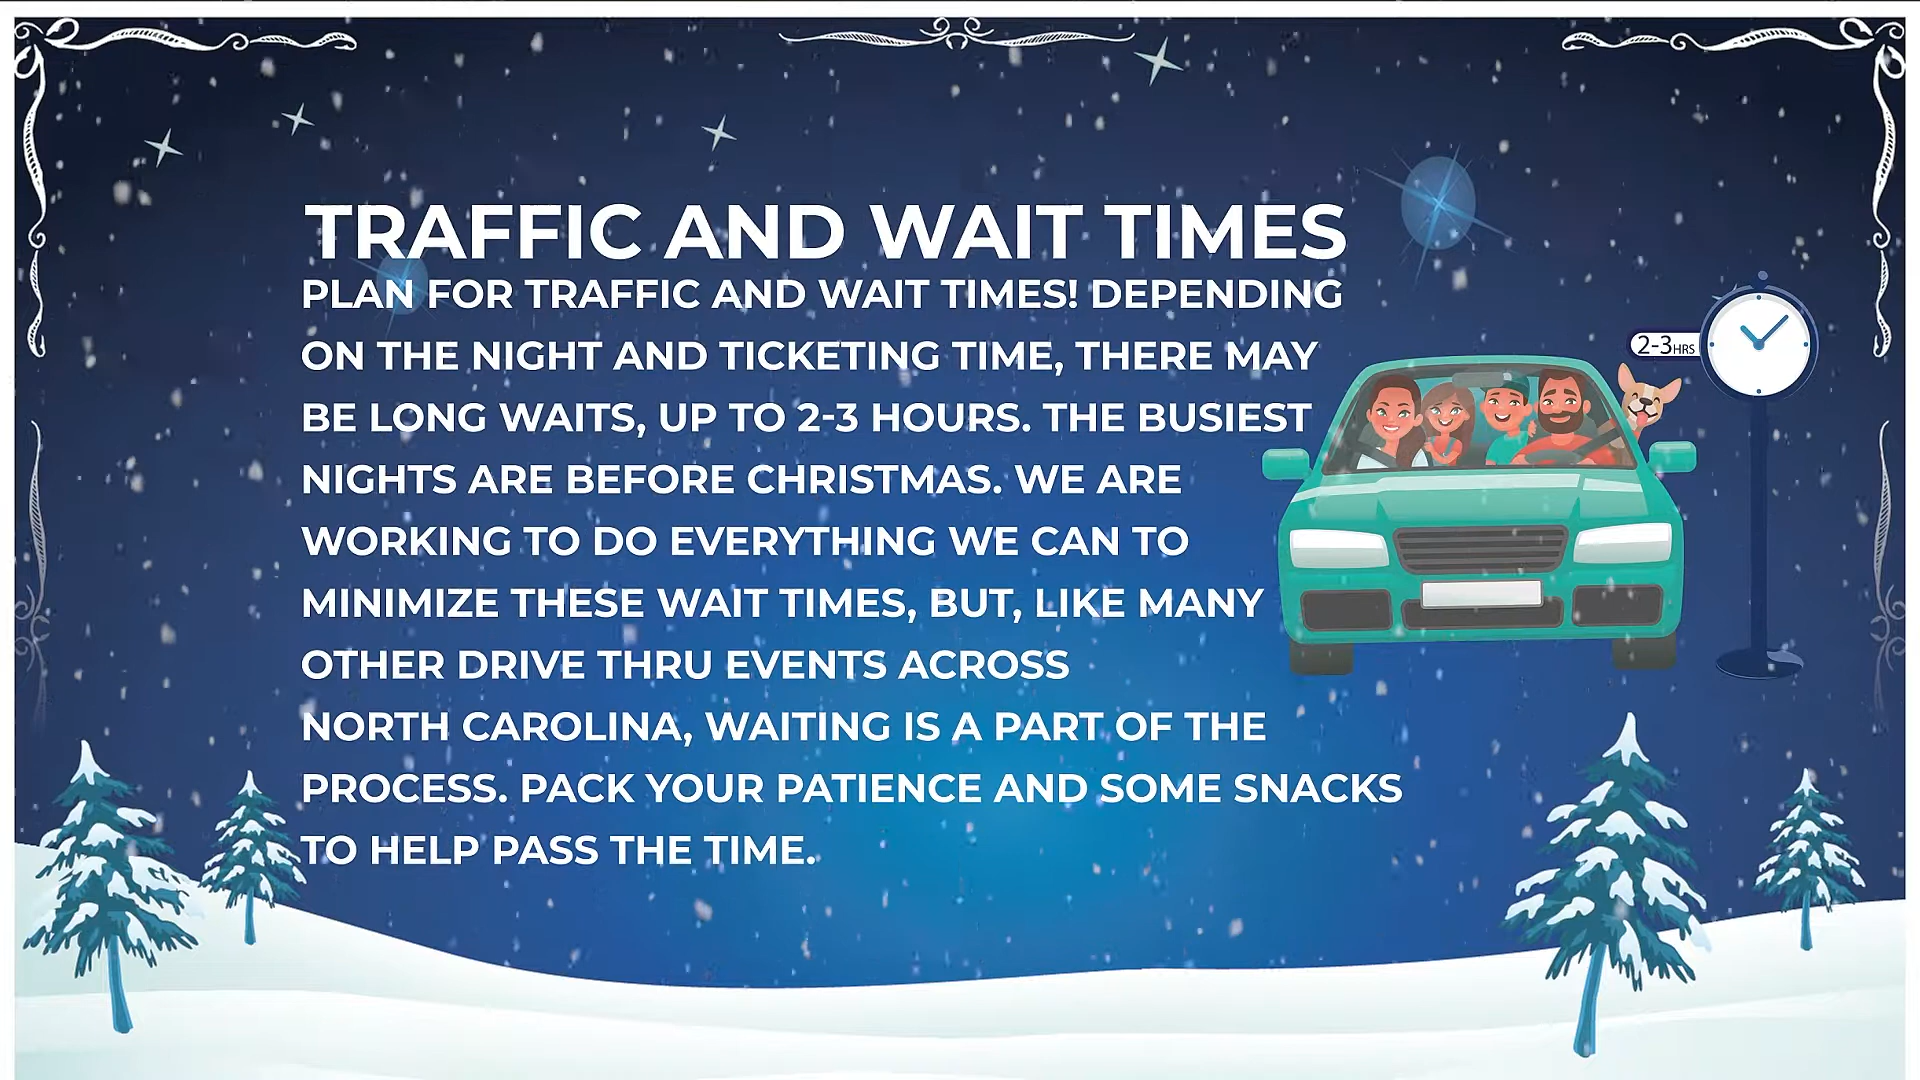 TRAFFIC AND WAIT TIMES
PLAN FOR TRAFFIC AND WAIT TIMES! DEPENDING
ON THE NIGHT AND TICKETING TIME, THERE MAY
BE LONG WAITS, UP TO 2-3 HOURS. THE BUSIEST
NIGHTS ARE BEFORE CHRISTMAS. WE ARE
WORKING TO DO EVERYTHING WE CAN TO
MINIMIZE THESE WAIT TIMES, BUT, LIKE MANY
OTHER DRIVE THRU EVENTS ACROSS
NORTH CAROLINA, WAITING IS A PART OF THE
PROCESS. PACK YOUR PATIENCE AND SOME SNACKS
TO HELP PASS THE TIME.
2-3HRS